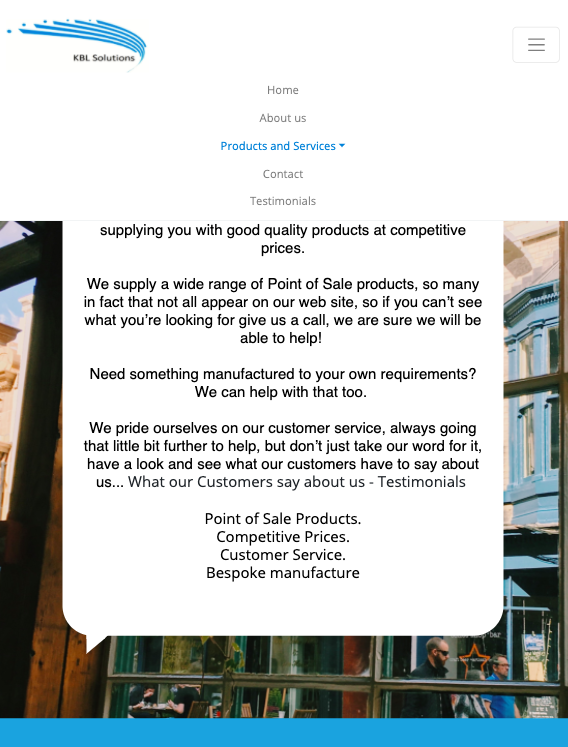 KBL Solutions
Home
About us
Products and Services
Contact
Testimonials
supplying you with good quality products at competitive
prices.
We supply a wide range of Point of Sale products, so many
in fact that not all appear on our web site, so if you can’t see
what you’re looking for give us a call, we are sure we will be
able to help!
Need something manufactured to your own requirements?
We can help with that too.
We pride ourselves on our customer service, always going
that little bit further to help, but don’t just take our word for it,
have a look and see what our customers have to say about
us... What our Customers say about us - Testimonials
Point of Sale Products.
Competitive Prices.
Customer Service.
Bespoke manufacture
bar